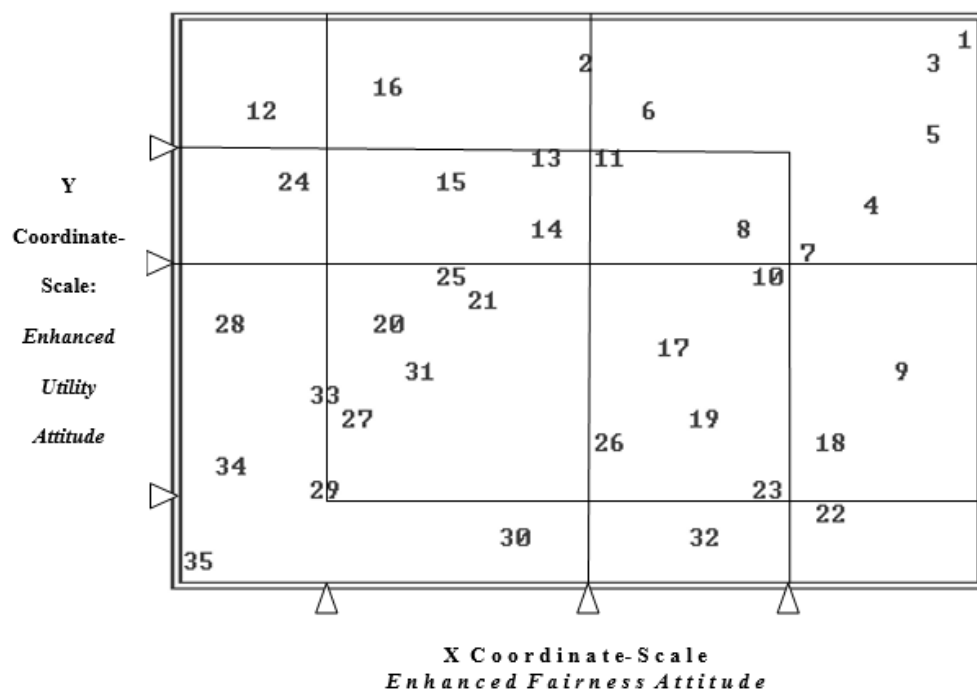 1
2 3
16
12 6
5
13 11
Y
24 15
4
Coordinate-
14 8
7
Scale:
25 10
21
Enhanced
28 20
17
Utility
31 9
33
27 19
Attitude
26 18
34
29 23
22
30 32
35
X Coordinate-Scale
Enhanced Fairness Attitude